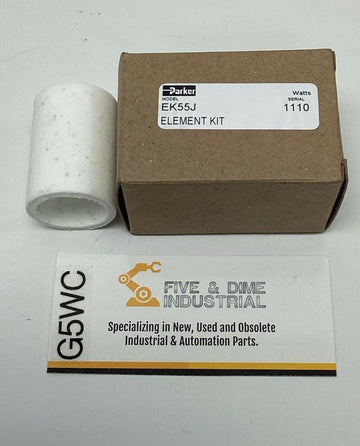 Parker
Watts
MODEL
SERIAL
EK55J
1110
ELEMENT KIT
G5WC
FIVE & DIME
INDUSTRIAL
Specializing in New, Used and Obsolete
Industrial & Automation Parts.